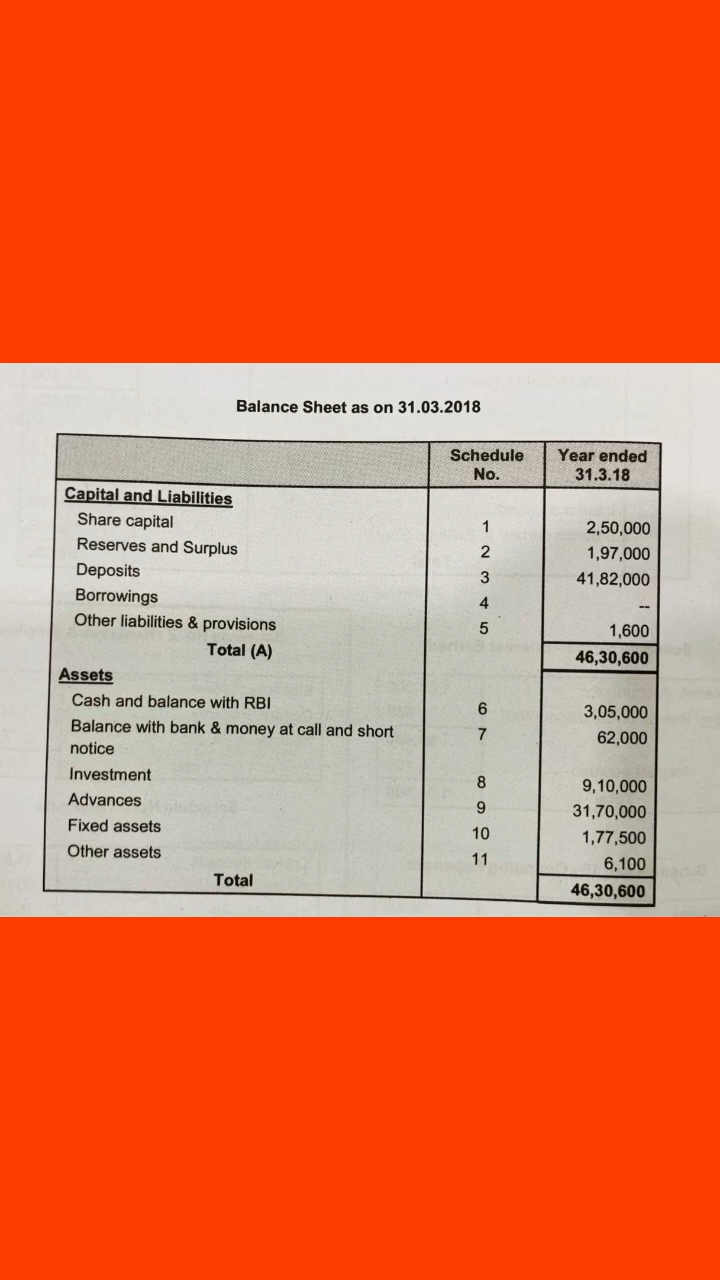 Balance Sheet as on 31.03.2018
Schedule No. Year ended 31.3.18
Capital and Liabilities
Share capital 1 2,50,000
Reserves and Surplus 2 1,97,000
Deposits 3 41,82,000
Borrowings 4 --
Other liabilities & provisions 5 1,600
Total (A) 46,30,600
Assets
Cash and balance with RBI 6 3,05,000
Balance with bank & money at call and short 7 62,000
notice
Investment 8 9,10,000
Advances 9 31,70,000
Fixed assets 10 1,77,500
Other assets 11 6,100
Total 46,30,600